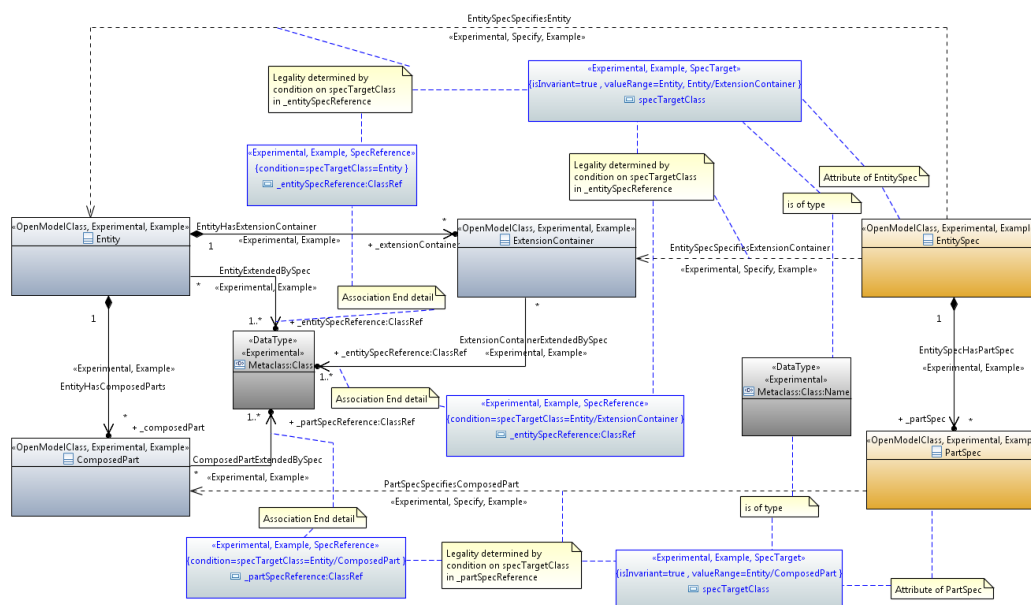 EntitySpecSpecifiesEntity
«Experimental, Specify, Example»
Legality determined by
condition on specTargetClass
in _entitySpecReference
«Experimental, Example, SpecTarget»
{isInvariant=true , valueRange=Entity, Entity/ExtensionContainer }
specTargetClass
«Experimental, Example, SpecReference»
{condition=specTargetClass=Entity }
_entitySpecReference:ClassRef
Legality determined by
condition on specTargetClass
in _entitySpecReference
Attribute of EntitySpec
is of type
«OpenModelClass, Experimental, Example»
Entity
EntityHasExtensionContainer
1
«Experimental, Example»
*
+ _extensionContainer
«OpenModelClass, Experimental, Example»
ExtensionContainer
EntitySpecSpecifiesExtensionContainer
«Experimental, Specify, Example»
«OpenModelClass, Experimental, Example
EntitySpec
EntityExtendedBySpec
*
«Experimental, Example»
Association End detail
1..*
+ _entitySpecReference:ClassRef
1
*
ExtensionContainerExtendedBySpec
«Experimental, Example»
1
«DataType»
«Experimental»
Metaclass:Class
+ _entitySpecReference:ClassRef
1..*
EntitySpecHasPartSpec
«Experimental, Example»
«Experimental, Example»
EntityHasComposedParts
«DataType»
«Experimental»
Metaclass:Class:Name
Association End detail
*
+ _composedPart
1..*
+ _partSpecReference:ClassRef
«Experimental, Example, SpecReference»
{condition=specTargetClass=Entity/ExtensionContainer }
_entitySpecReference:ClassRef
+ _partSpec
*
«OpenModelClass, Experimental, Example»
ComposedPart
ComposedPartExtendedBySpec
*
«Experimental, Example»
«OpenModelClass, Experimental, Examp
PartSpec
PartSpecSpecifiesComposedPart
«Experimental, Specify, Example»
Association End detail
is of type
«Experimental, Example, SpecReference»
{condition=specTargetClass=Entity/ComposedPart }
_partSpecReference:ClassRef
Legality determined by
condition on specTargetClass
in _partSpecReference
«Experimental, Example, SpecTarget»
{isInvariant=true , valueRange=Entity/ComposedPart }
specTargetClass
Attribute of PartSpec